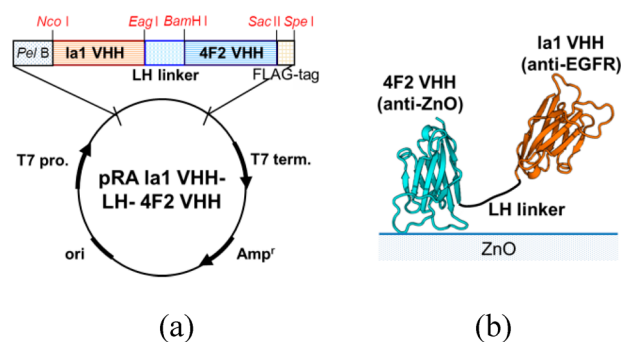 Nco I
Eag I
BamH I
Sac II
Spe I
Pel B
Ia1 VHH
4F2 VHH
LH linker
FLAG-tag
T7 pro.
T7 term.
pRA Ia1 VHH-
LH- 4F2 VHH
ori
Ampr
(a)
Ia1 VHH
(anti-EGFR)
4F2 VHH
(anti-ZnO)
LH linker
ZnO
(b)